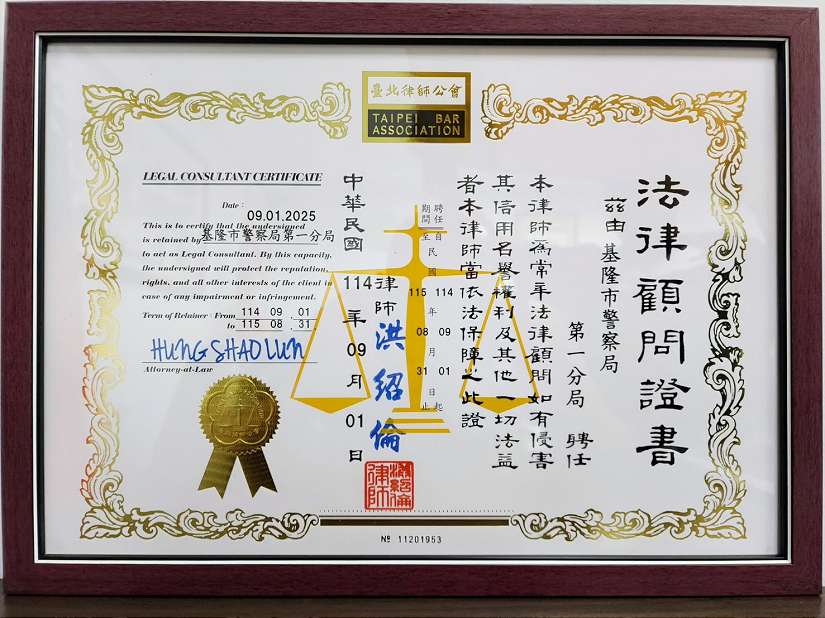 臺北律師公會
TAIPEI BAR
ASSOCIATION
法律顧問證書
茲由 基隆市警察局
第一分局 聘任
本律師為常年法律顧問如有侵害
其信用名譽權利及其他一切法益
者本律師當依法保障之此證
聘任期間 自民國 114 年 09 月 01 日起
至 115 08 31 止
律師 洪紹倫
中華民國 114 年 09 月 01 日
LEGAL CONSULTANT CERTIFICATE
Date: 09.01.2025
This is to certify that the undersigned
is retained by 基隆市警察局第一分局
to act as Legal Consultant. By this capacity,
the undersigned will protect the reputation,
rights, and all other interests of the client in
case of any impairment or infringement.
Term of Retainer: From 114 09 . 01
to 115 08 . 31 .
HUNG SHAO LUN
Attorney-at-Law
洪紹倫律師
№ 11201953